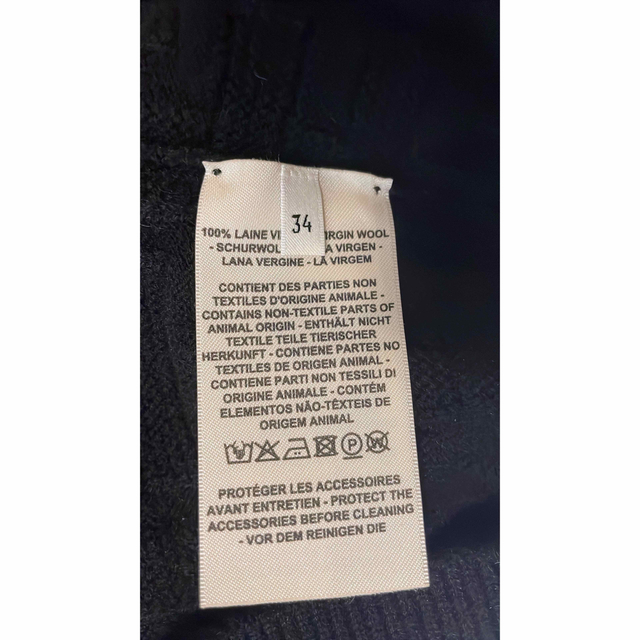 34
100% LAINE VI IRGIN WOOL
- SCHURWOL A VIRGEN -
LANA VERGINE - LÃ VIRGEM
CONTIENT DES PARTIES NON
TEXTILES D'ORIGINE ANIMALE -
CONTAINS NON-TEXTILE PARTS OF
ANIMAL ORIGIN - ENTHÄLT NICHT
TEXTILE TEILE TIERISCHER
HERKUNFT - CONTIENE PARTES NO
TEXTILES DE ORIGEN ANIMAL -
CONTIENE PARTI NON TESSILI DI
ORIGINE ANIMALE - CONTÉM
ELEMENTOS NÃO-TÊXTEIS DE
ORIGEM ANIMAL
P W
PROTÉGER LES ACCESSOIRES
AVANT ENTRETIEN - PROTECT THE
ACCESSORIES BEFORE CLEANING
- VOR DEM REINIGEN DIE